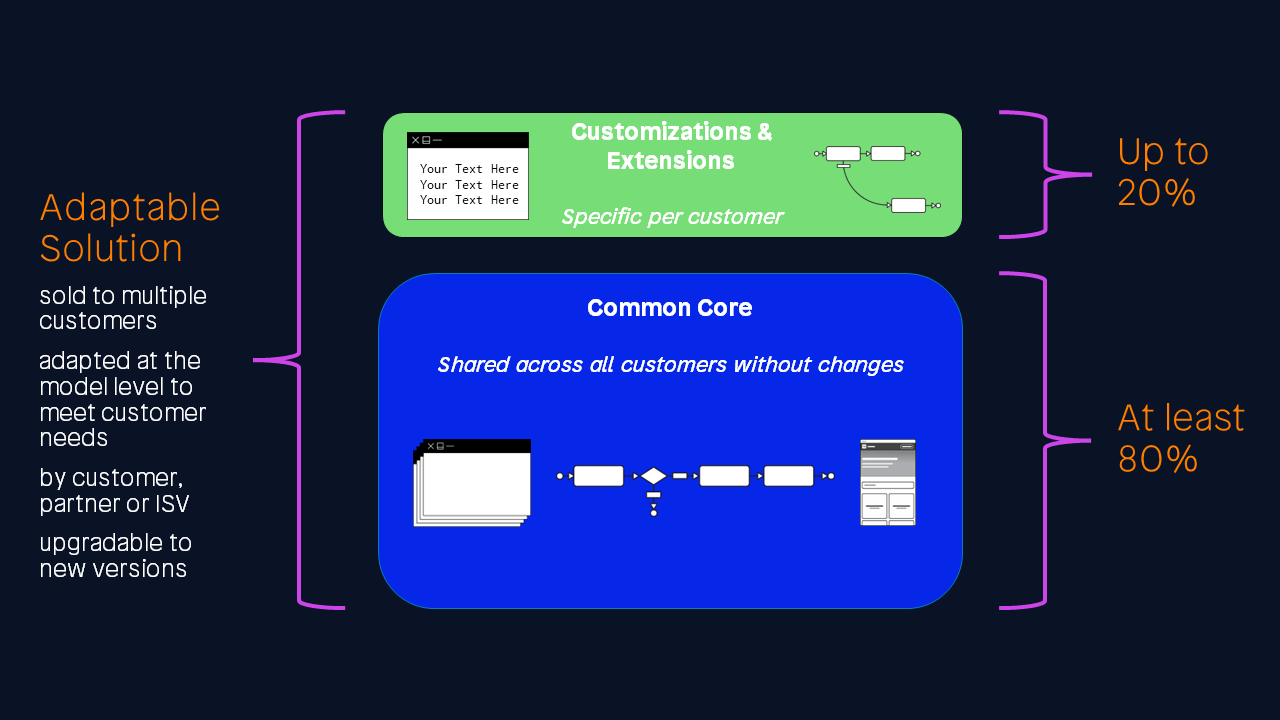 Adaptable
Solution
sold to multiple
customers
adapted at the
model level to
meet customer
needs
by customer,
partner or ISV
upgradable to
new versions
Customizations &
Extensions
Specific per customer
Your Text Here
Your Text Here
Your Text Here
Common Core
Shared across all customers without changes
Up to
20%
At least
80%